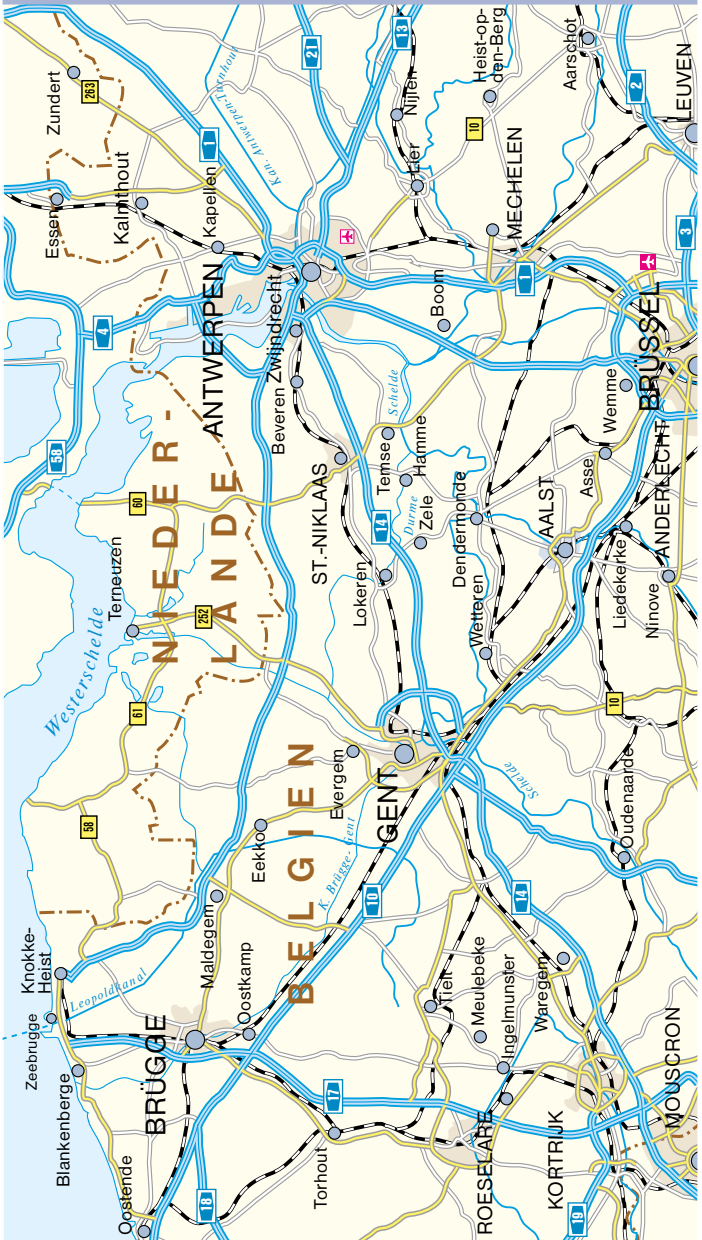 Zundert
263
Essen
Kalmthout
Kapellen
1
Kan. Antwerpen-Turnhout
21
13
Nijlen
Heist-op-
den-Berg
Aarschot
2
LEUVEN
10
Lier
MECHELEN
3
1
Boom
BRÜSSEL
Wemme
4
58
ANTWERPEN
Zwijndrecht
Beveren
NIEDER-
LANDE
60
Terneuzen
252
Westerschelde
61
58
ST.-NIKLAAS
Temse
Schelde
Hamme
Durme
Zele
14
Lokeren
Dendermonde
AALST
Asse
ANDERLECHT
Wetteren
Liedekerke
Ninove
10
Evergem
GENT
Schelde
Oudenaarde
Eekko
K. Brügge- Gent
BELGIEN
10
14
Knokke-
Heist
Leopoldkanal
Maldegem
Oostkamp
Zeebrugge
Blankenberge
BRÜGGE
Tielt
Meulebeke
Ingelmunster
Waregem
MOUSCRON
17
Oostende
18
Torhout
ROESELARE
KORTRIJK
19